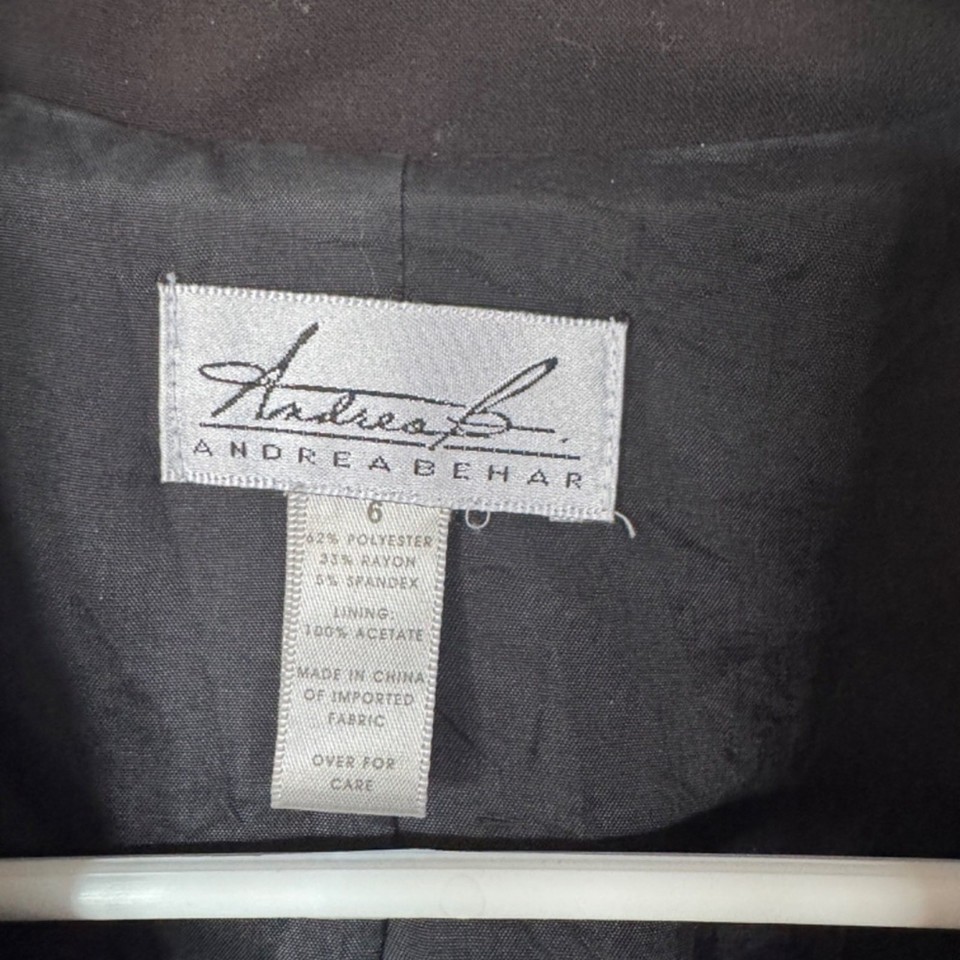 Andrea B.
ANDREA BEHAR
6
62% POLYESTER
33% RAYON
5% SPANDEX
LINING:
100% ACETATE
MADE IN CHINA
OF IMPORTED
FABRIC
OVER FOR
CARE